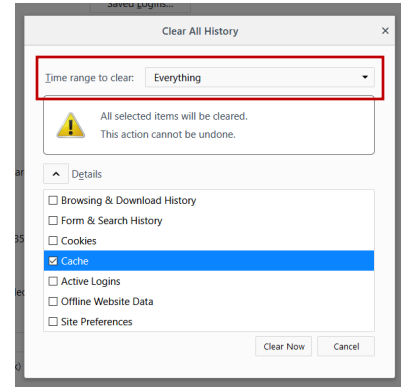 Saved Logins...
Clear All History
Time range to clear: Everything
All selected items will be cleared.
This action cannot be undone.
Details
Browsing & Download History
Form & Search History
Cookies
Cache
Active Logins
Offline Website Data
Site Preferences
Clear Now Cancel